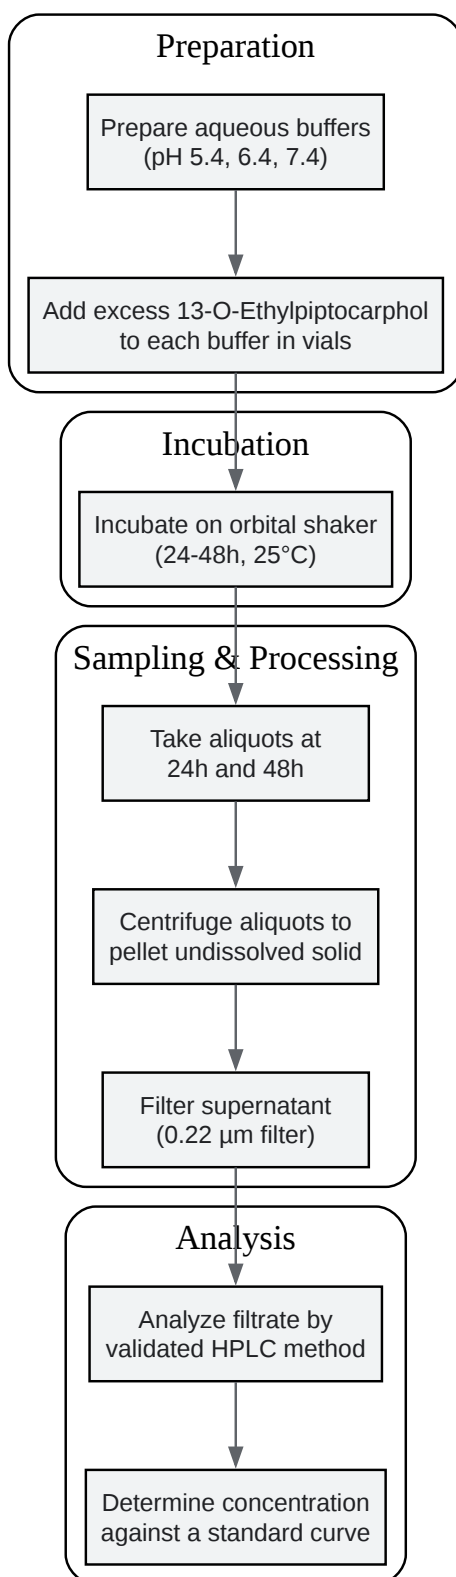 Preparation
Prepare aqueous buffers
(pH 5.4, 6.4, 7.4)
Add excess 13-O-Ethylpiptocarphol
to each buffer in vials
Incubation
Incubate on orbital shaker
(24-48h, 25°C)
Sampling & Processing
Take aliquots at
24h and 48h
Centrifuge aliquots to
pellet undissolved solid
Filter supernatant
(0.22 µm filter)
Analysis
Analyze filtrate by
validated HPLC method
Determine concentration
against a standard curve